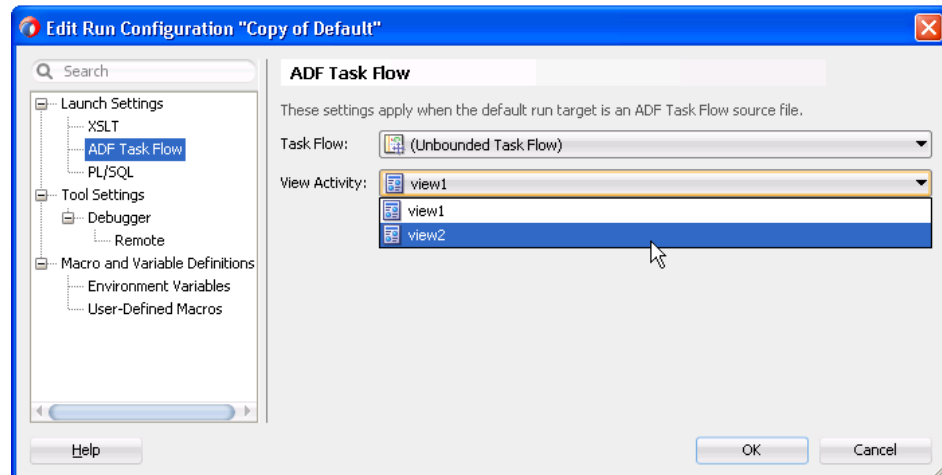 Edit Run Configuration "Copy of Default"
Search
Launch Settings
XSLT
ADF Task Flow
PL/SQL
Tool Settings
Debugger
Remote
Macro and Variable Definitions
Environment Variables
User-Defined Macros
ADF Task Flow
These settings apply when the default run target is an ADF Task Flow source file.
Task Flow: (Unbounded Task Flow)
View Activity: view1
view1
view2
Help
OK Cancel